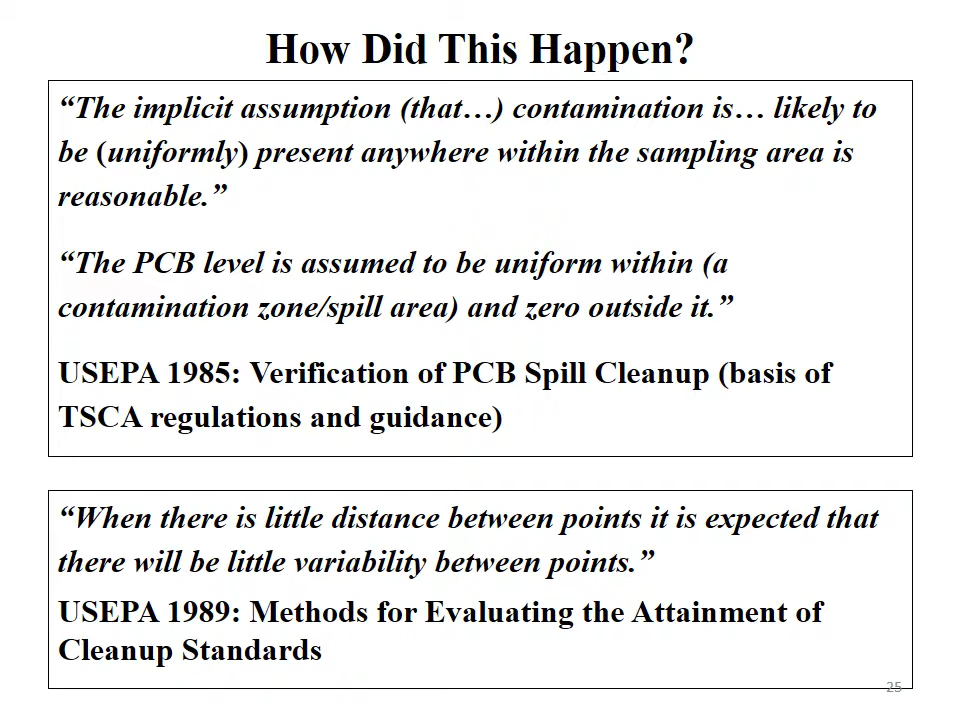 How Did This Happen?
“The implicit assumption (that…) contamination is… likely to
be (uniformly) present anywhere within the sampling area is
reasonable.”
“The PCB level is assumed to be uniform within (a
contamination zone/spill area) and zero outside it.”
USEPA 1985: Verification of PCB Spill Cleanup (basis of
TSCA regulations and guidance)
“When there is little distance between points it is expected that
there will be little variability between points.”
USEPA 1989: Methods for Evaluating the Attainment of
Cleanup Standards
25